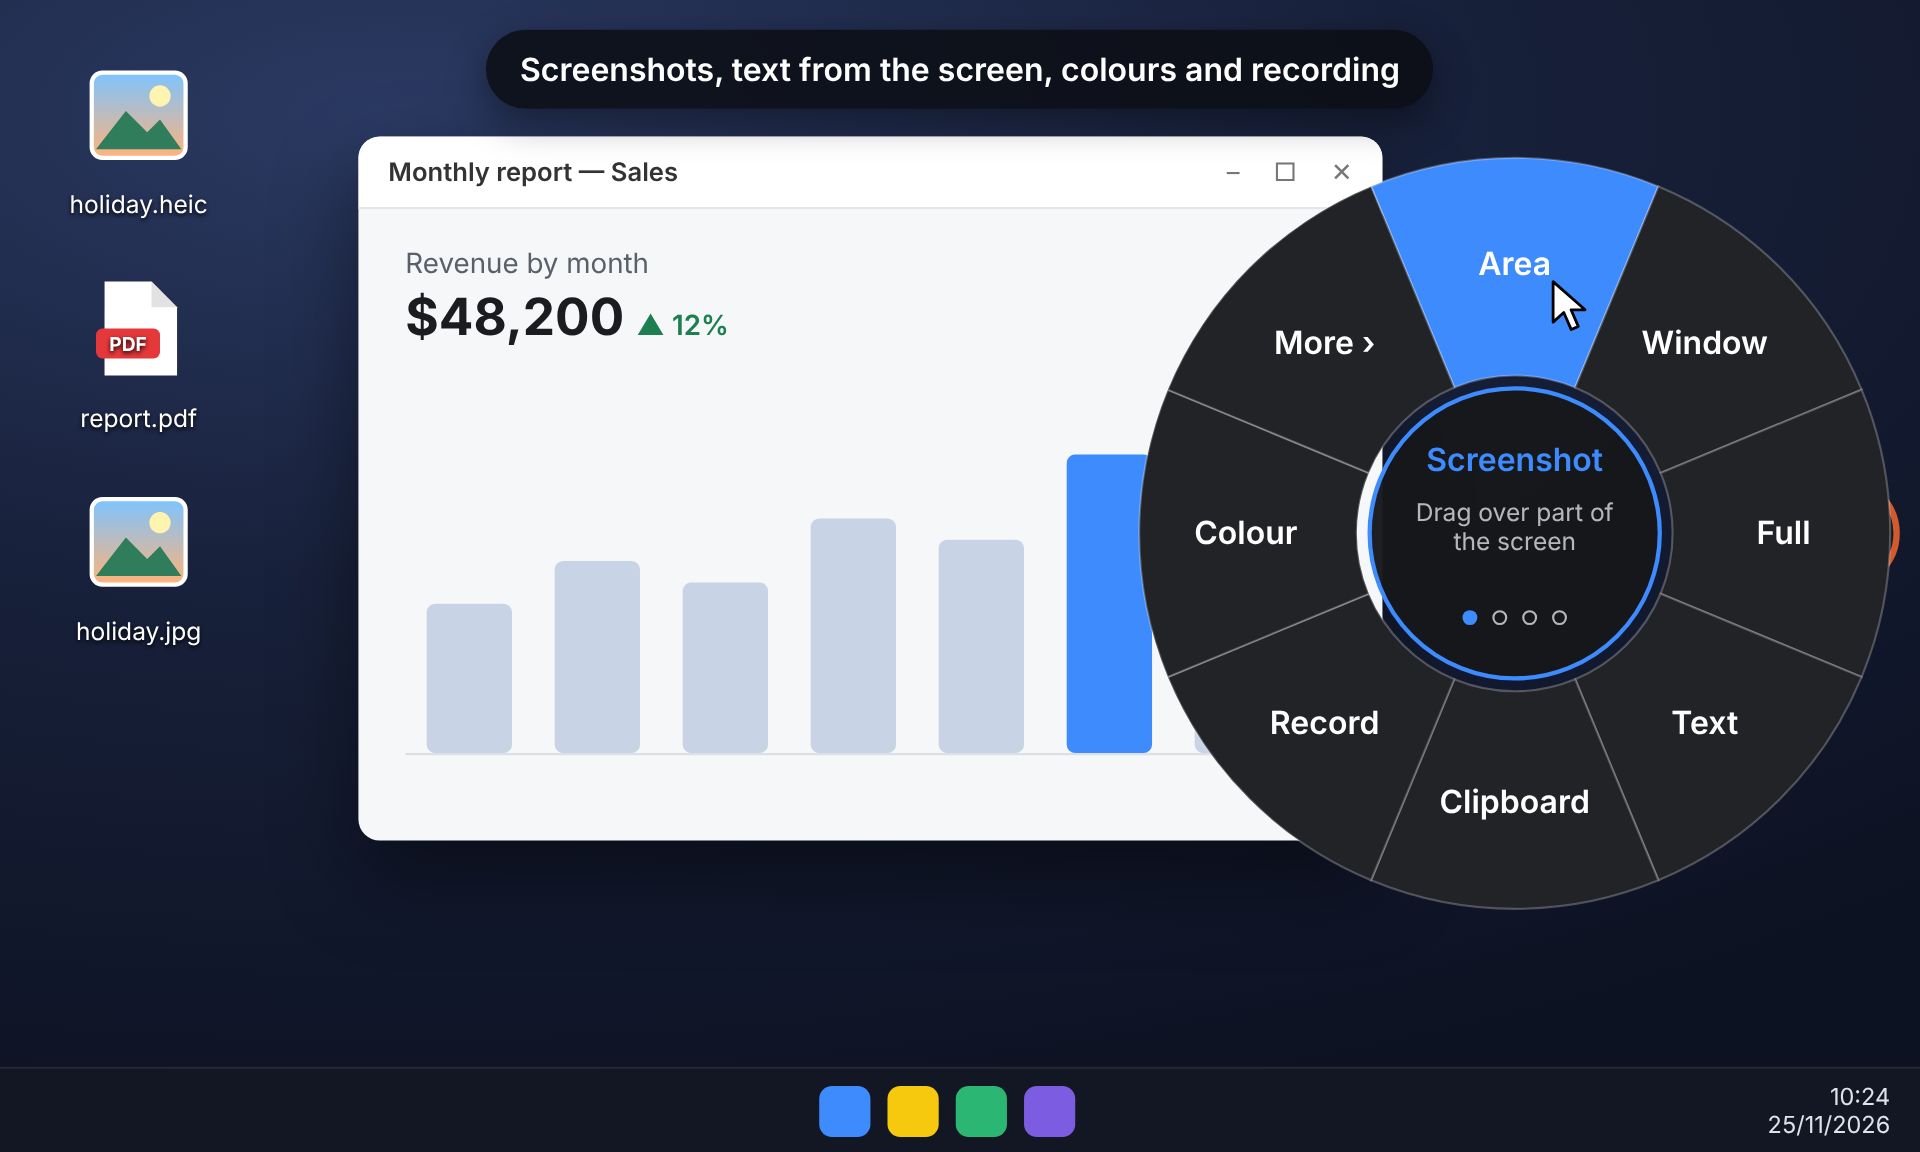 Screenshots, text from the screen, colours and recording
holiday.heic
PDF
report.pdf
holiday.jpg
Monthly report — Sales
Revenue by month
$48,200 ▲ 12%
Area
Window
Full
Text
Clipboard
Record
Colour
More ›
Screenshot
Drag over part of
the screen
10:24
25/11/2026